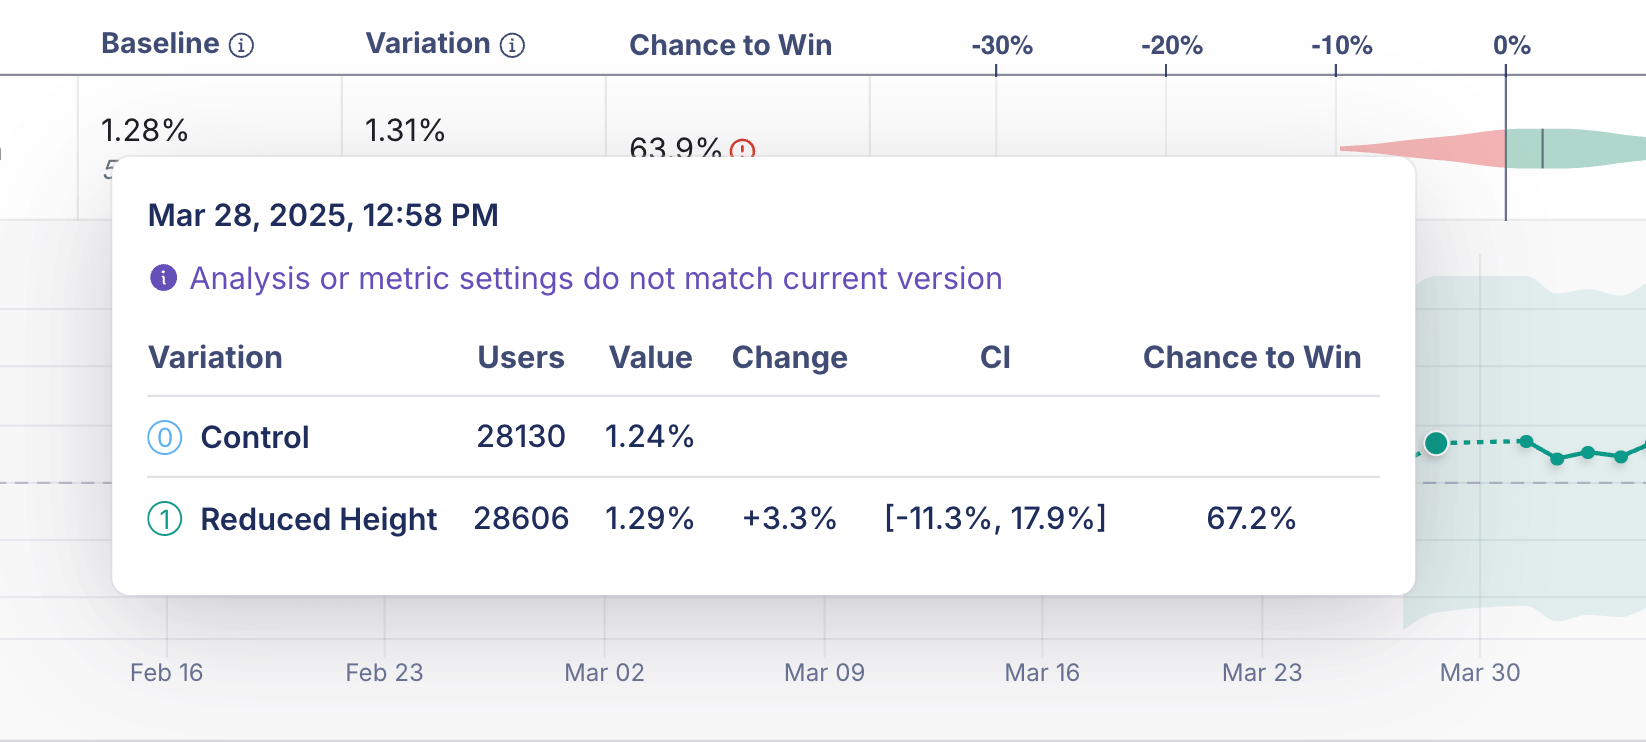 Baseline Variation Chance to Win -30% -20% -10% 0%
1.28% 1.31%
63.9%
Mar 28, 2025, 12:58 PM
Analysis or metric settings do not match current version
Variation Users Value Change CI Chance to Win
0 Control 28130 1.24%
1 Reduced Height 28606 1.29% +3.3% [-11.3%, 17.9%] 67.2%
Feb 16 Feb 23 Mar 02 Mar 09 Mar 16 Mar 23 Mar 30